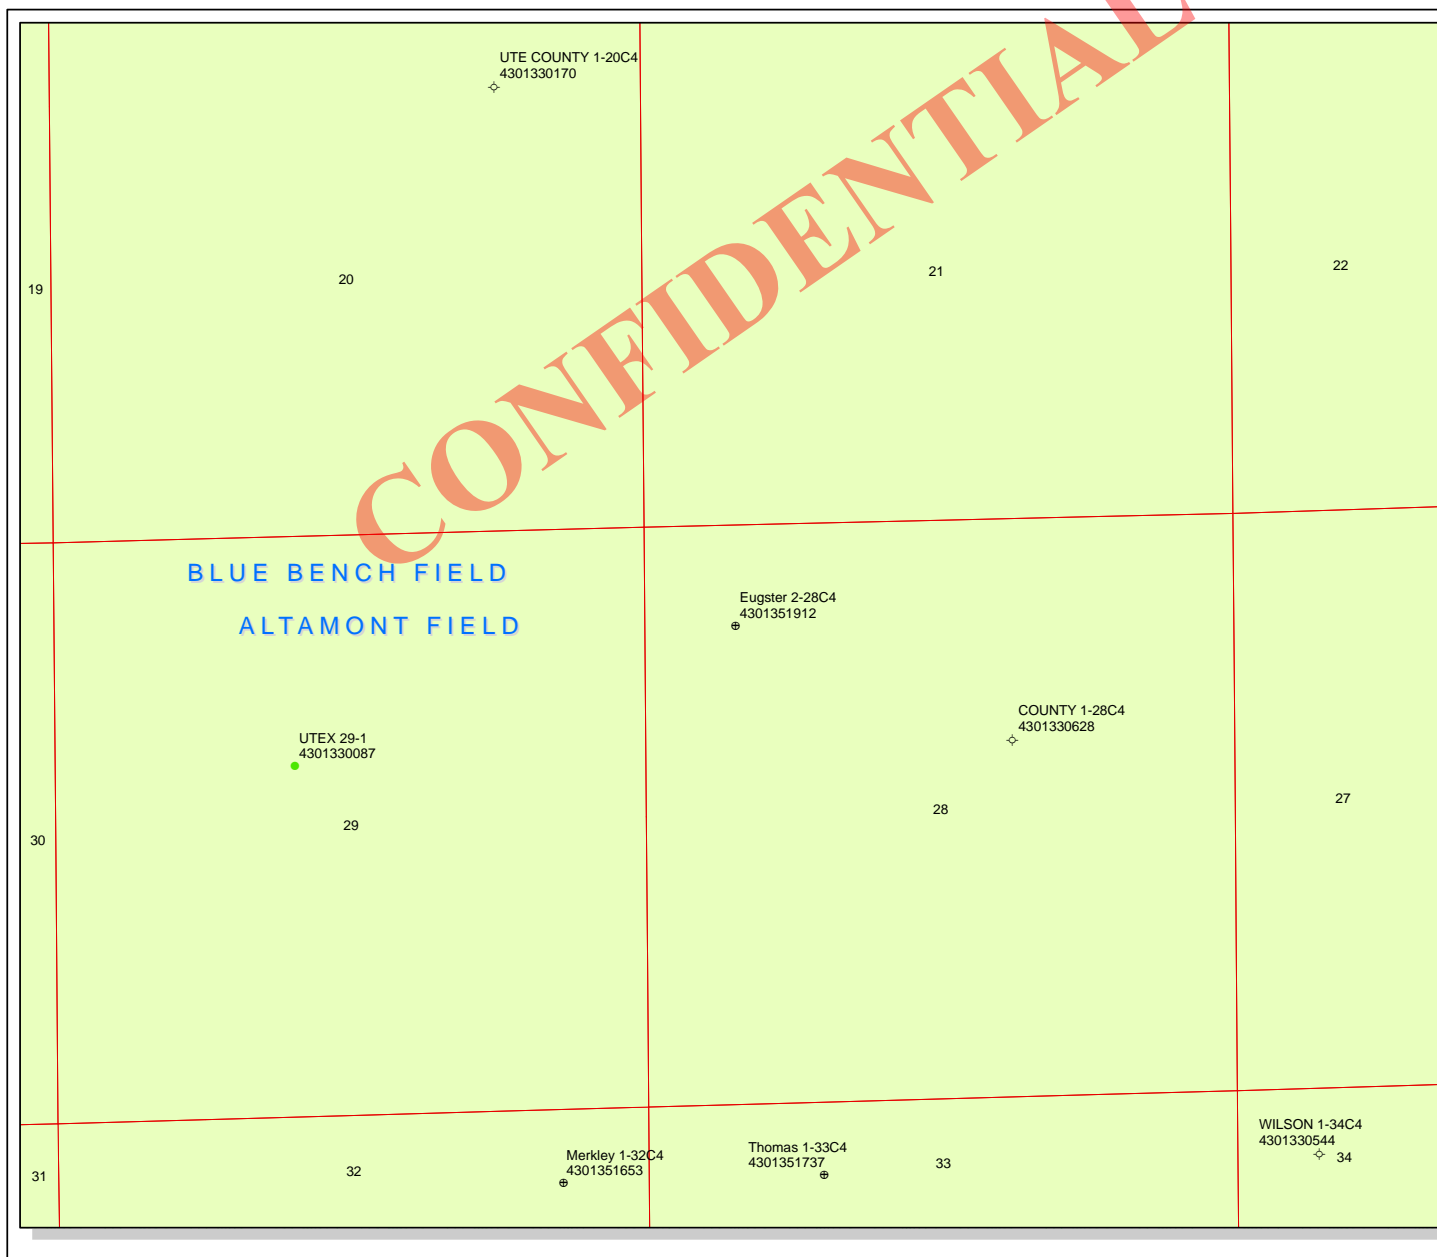 CONFIDENTIAL
UTE COUNTY 1-20C4
4301330170
19
20
21
22
BLUE BENCH FIELD
ALTAMONT FIELD
Eugster 2-28C4
4301351912
COUNTY 1-28C4
4301330628
UTEX 29-1
4301330087
30
29
28
27
Merkley 1-32C4
4301351653
Thomas 1-33C4
4301351737
WILSON 1-34C4
4301330544
31
32
33
34